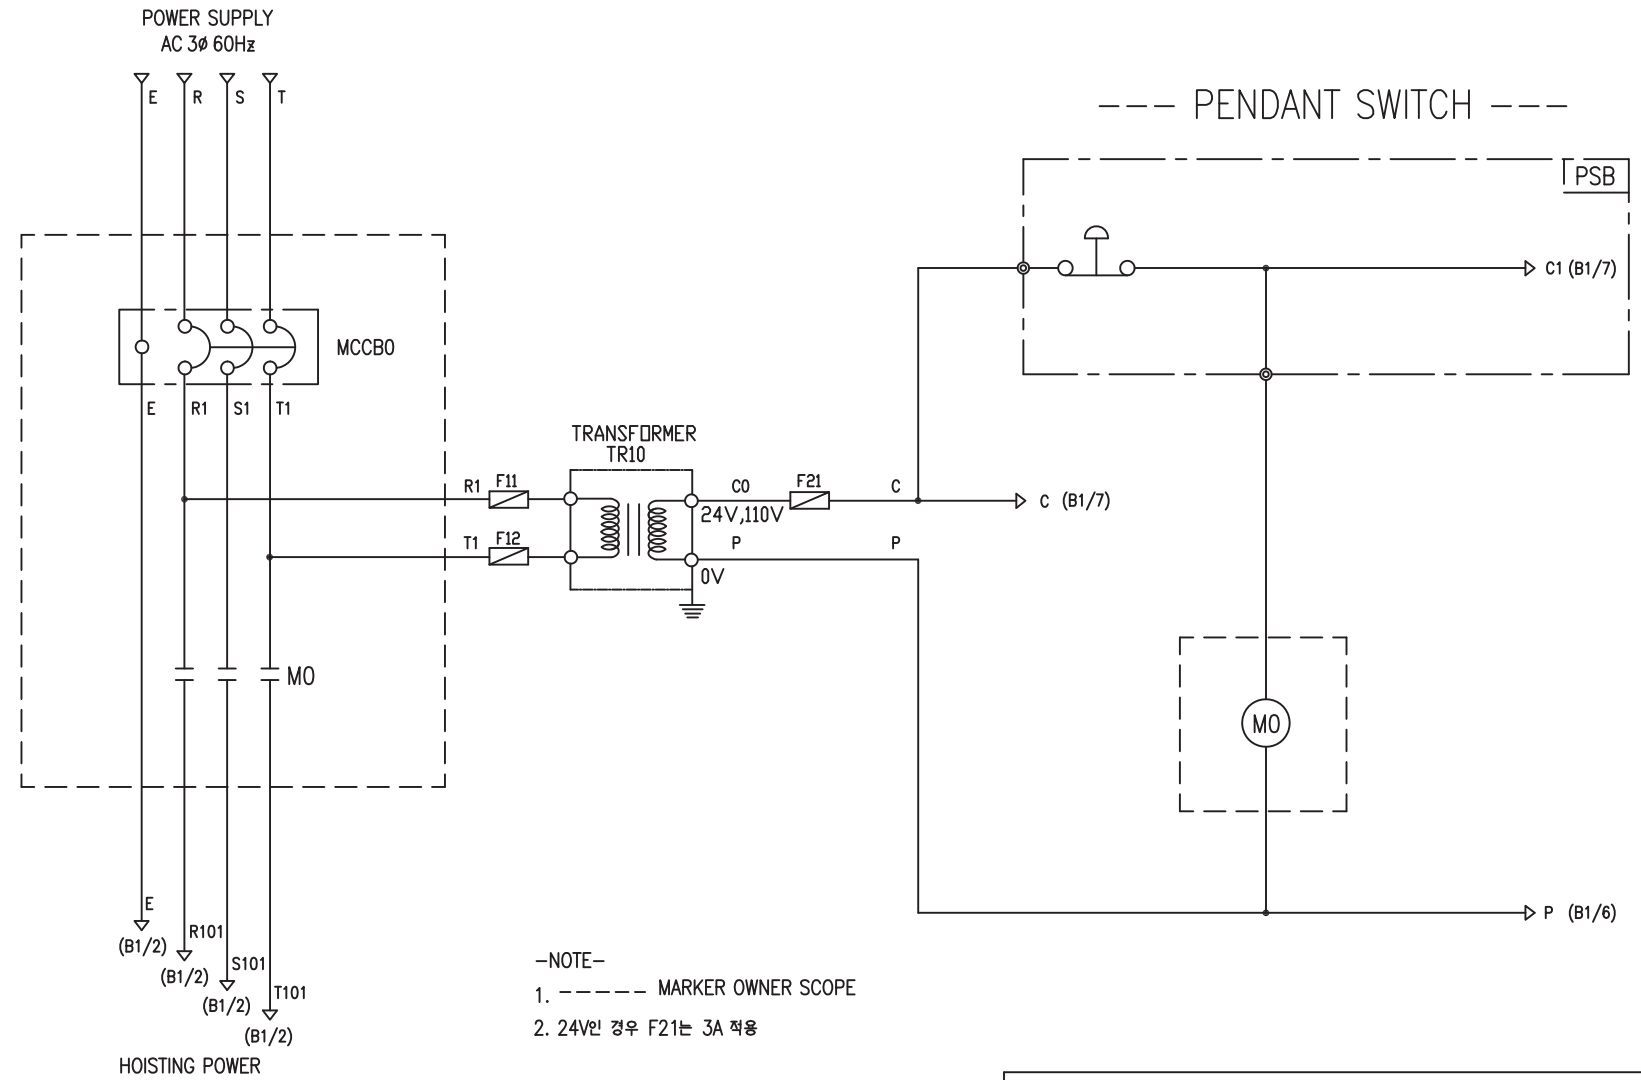 POWER SUPPLY
AC 3ø 60Hz
E R S T
PENDANT SWITCH
PSB
C1 (B1/7)
MCCB0
E R1 S1 T1
TRANSFORMER
TR10
R1 F11
C0 F21 C
C (B1/7)
24V,110V
T1 F12
P P
0V
M0
M0
E
(B1/2)
R101
(B1/2)
S101
(B1/2)
T101
(B1/2)
HOISTING POWER
P (B1/6)
-NOTE-
1. ------ MARKER OWNER SCOPE
2. 24V인 경우 F21는 3A 적용